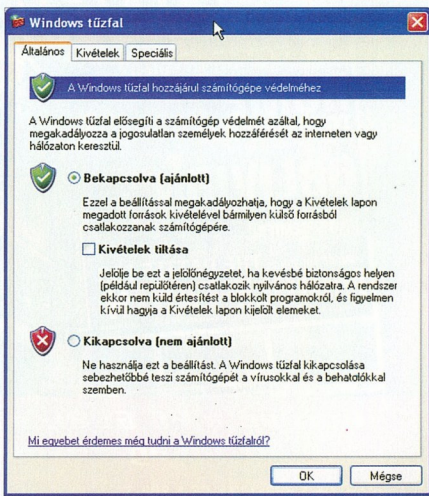 Windows tűzfal
Általános Kivételek Speciális
A Windows tűzfal hozzájárul számítógépe védelméhez
A Windows tűzfal elősegíti a számítógép védelmét azáltal, hogy
megakadályozza a jogosulatlan személyek hozzáférését az interneten vagy
hálózaton keresztül.
Bekapcsolva (ajánlott)
Ezzel a beállítással megakadályozhatja, hogy a Kivételek lapon
megadott források kivételével bármilyen külső forrásból
csatlakozzanak számítógépére.
Kivételek tiltása
Jelölje be ezt a jelölőnégyzetet, ha kevésbé biztonságos helyen
(például repülőtéren) csatlakozik nyilvános hálózatra. A rendszer
ekkor nem küld értesítést a blokkolt programokról, és figyelmen
kívül hagyja a Kivételek lapon kijelölt elemeket.
Kikapcsolva (nem ajánlott)
Ne használja ezt a beállítást. A Windows tűzfal kikapcsolása
sebezhetőbbé teszi számítógépét a vírusokkal és a behatolókkal
szemben.
Mi egyebet érdemes még tudni a Windows tűzfalról?
OK Mégse